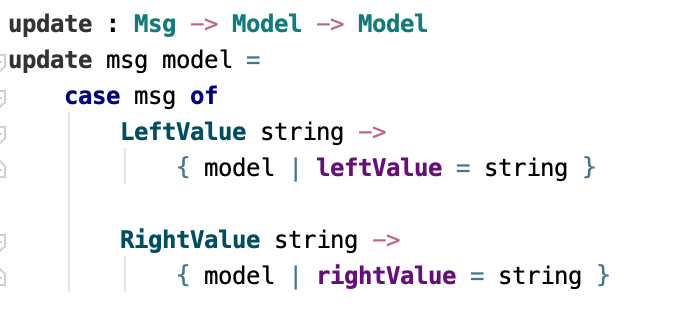 update : Msg -> Model -> Model
update msg model =
    case msg of
        LeftValue string ->
            { model | leftValue = string }

        RightValue string ->
            { model | rightValue = string }